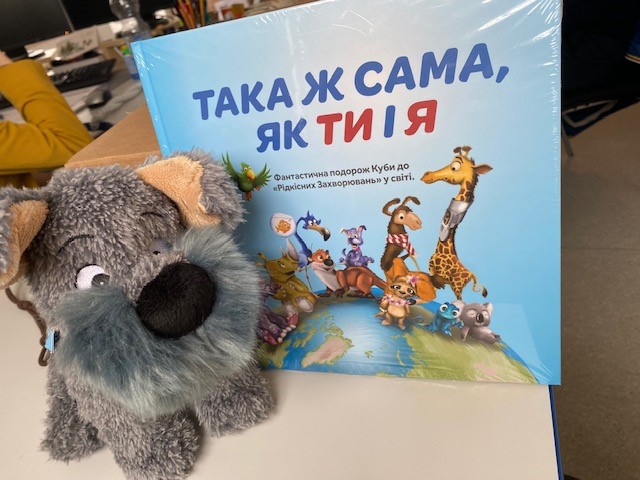 ТАКА Ж САМА,
ЯК ТИ І Я
Фантастична подорож Куби до
«Рідкісних Захворювань» у світі.